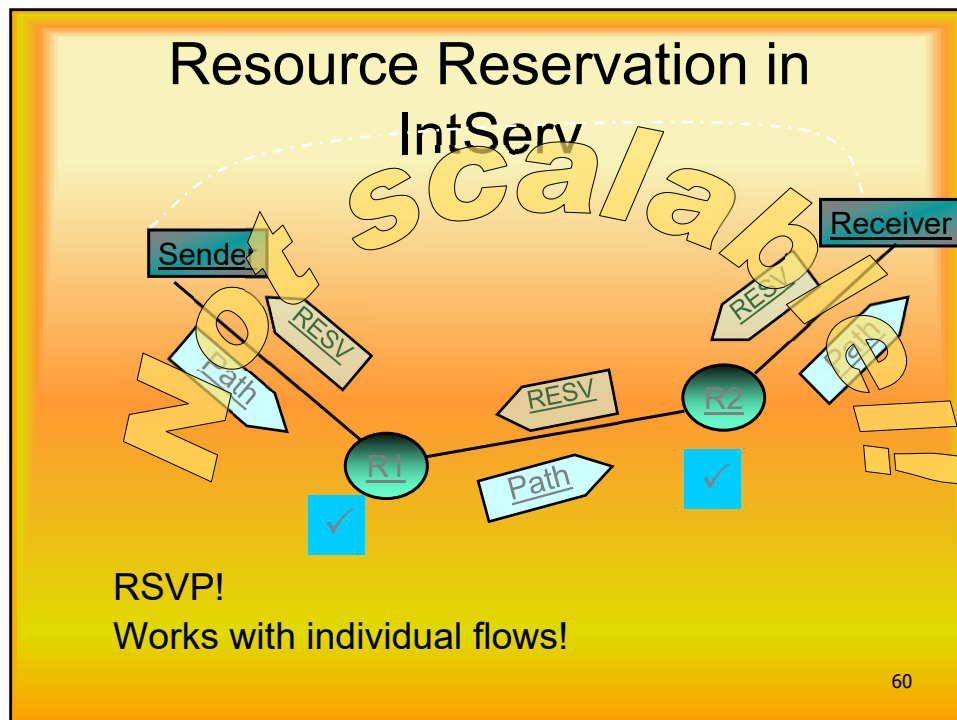 Resource Reservation in
IntServ
Not scalable!!
Receiver
Sender
RESV
RESV
Path
Path
RESV
R2
R1
Path
✓
✓
RSVP!
Works with individual flows!
60